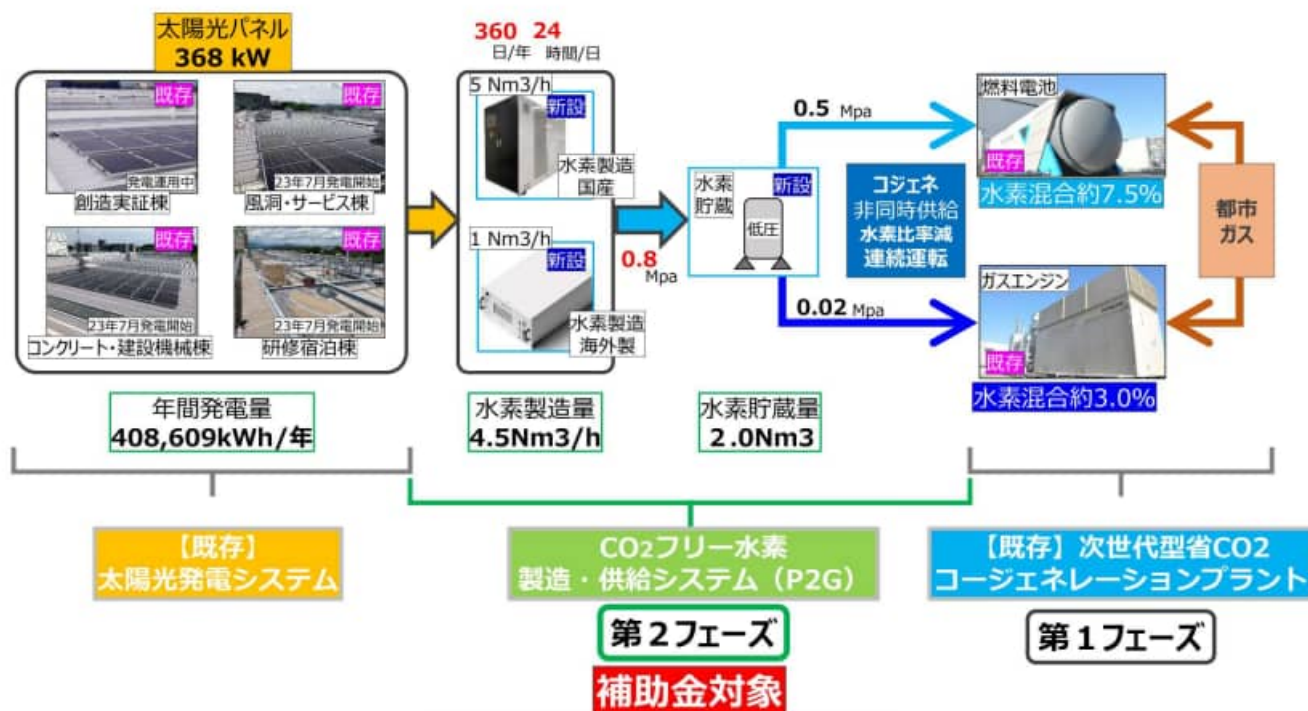 太陽光パネル
368 kW
既存
発電運用中
創造実証棟
既存
23年7月発電開始
風洞・サービス棟
既存
23年7月発電開始
コンクリート・建設機械棟
既存
23年7月発電開始
研修宿泊棟
360 24
日/年 時間/日
5 Nm3/h
新設
水素製造
国産
1 Nm3/h
新設
水素製造
海外製
0.8
Mpa
水素
貯蔵
新設
低圧
0.5 Mpa
コジェネ
非同時供給
水素比率減
連続運転
0.02 Mpa
燃料電池
既存
水素混合約7.5%
ガスエンジン
既存
水素混合約3.0%
都市
ガス
年間発電量
408,609kWh/年
水素製造量
4.5Nm3/h
水素貯蔵量
2.0Nm3
【既存】
太陽光発電システム
CO2フリー水素
製造・供給システム（P2G）
第２フェーズ
補助金対象
【既存】次世代型省CO2
コージェネレーションプラント
第１フェーズ